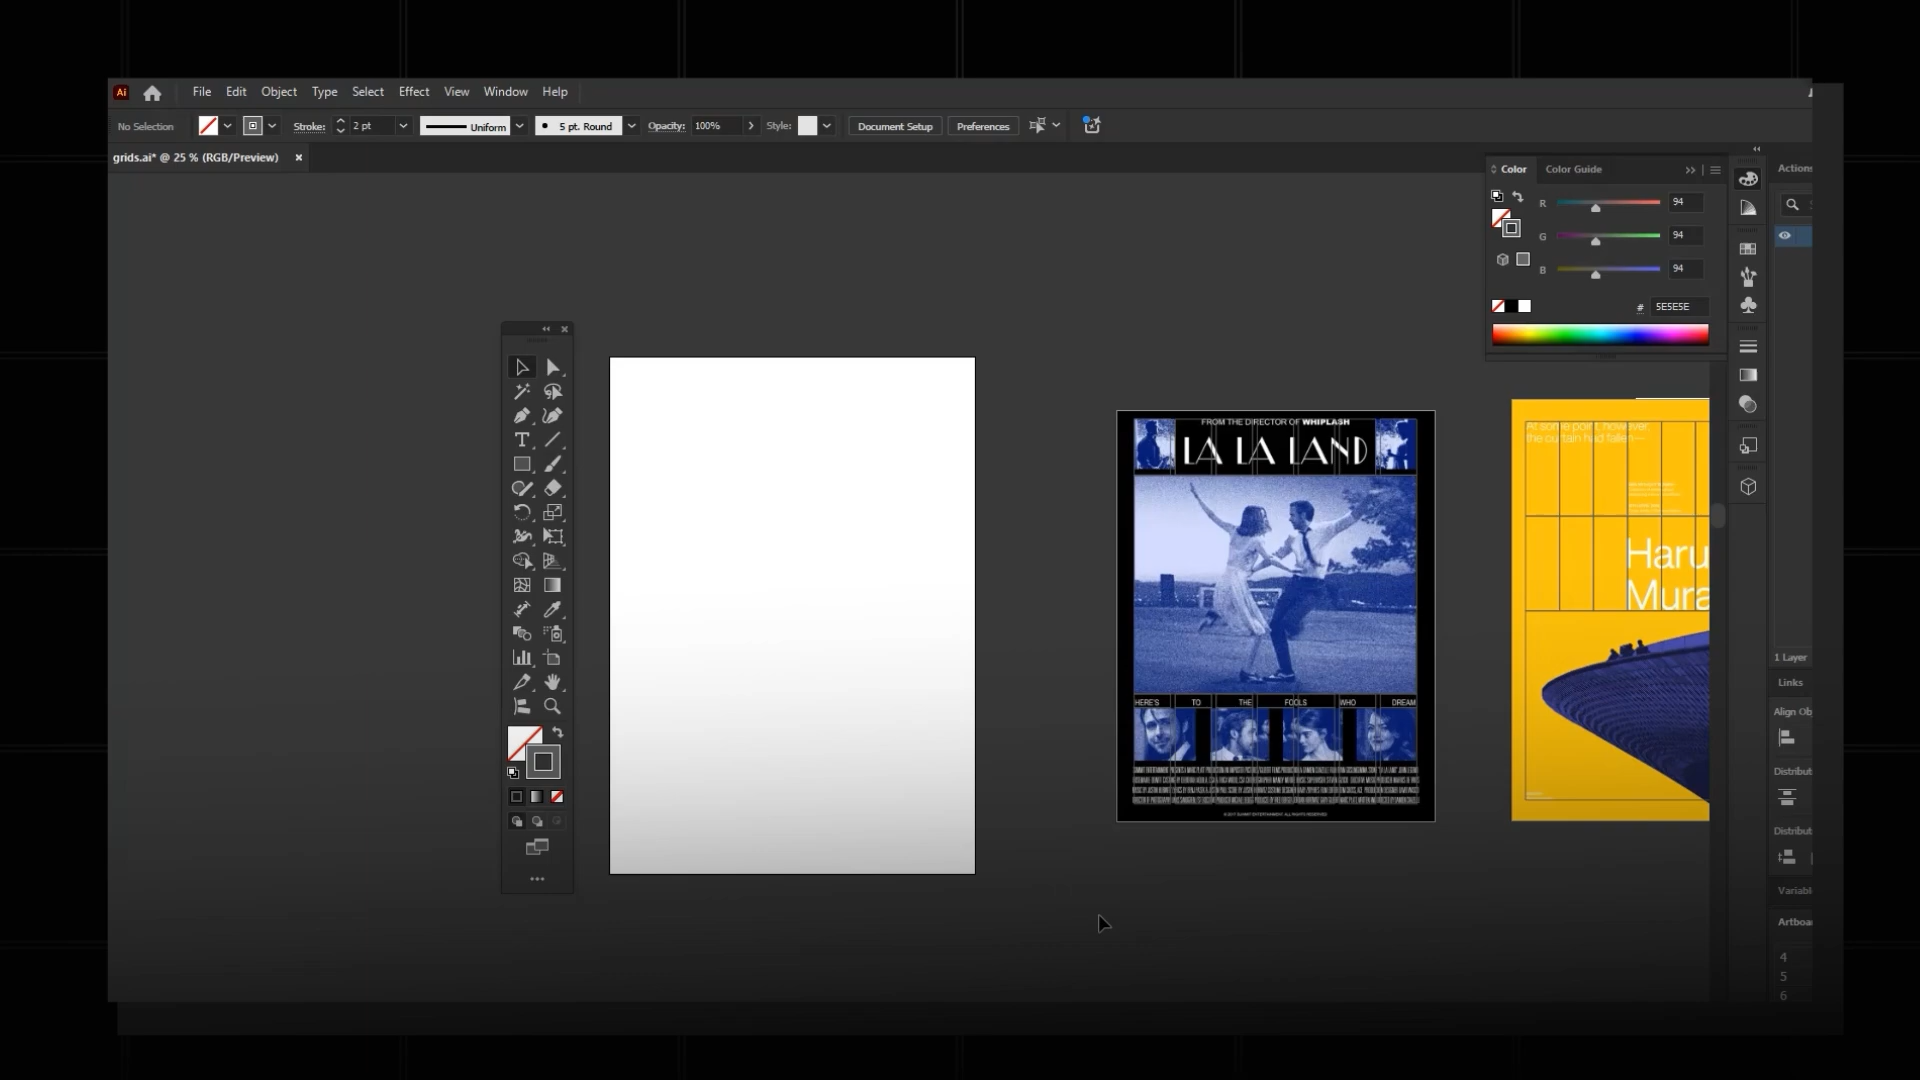 Ai File Edit Object Type Select Effect View Window Help
No Selection Stroke: 2 pt Uniform 5 pt. Round Opacity: 100% Style: Document Setup Preferences
grids.ai* @ 25 % (RGB/Preview) ×
Color Color Guide
Actions
R 94
G 94
B 94
# 5E5E5E
FROM THE DIRECTOR OF WHIPLASH
LA LA LAND
HERE'S TO THE FOOLS WHO DREAM
At some point, however,
the curtain had fallen—
Haru
Mura
1 Layer
Links
Align Ob
Distribut
Distribut
Variabl
Artboa
4
5
6